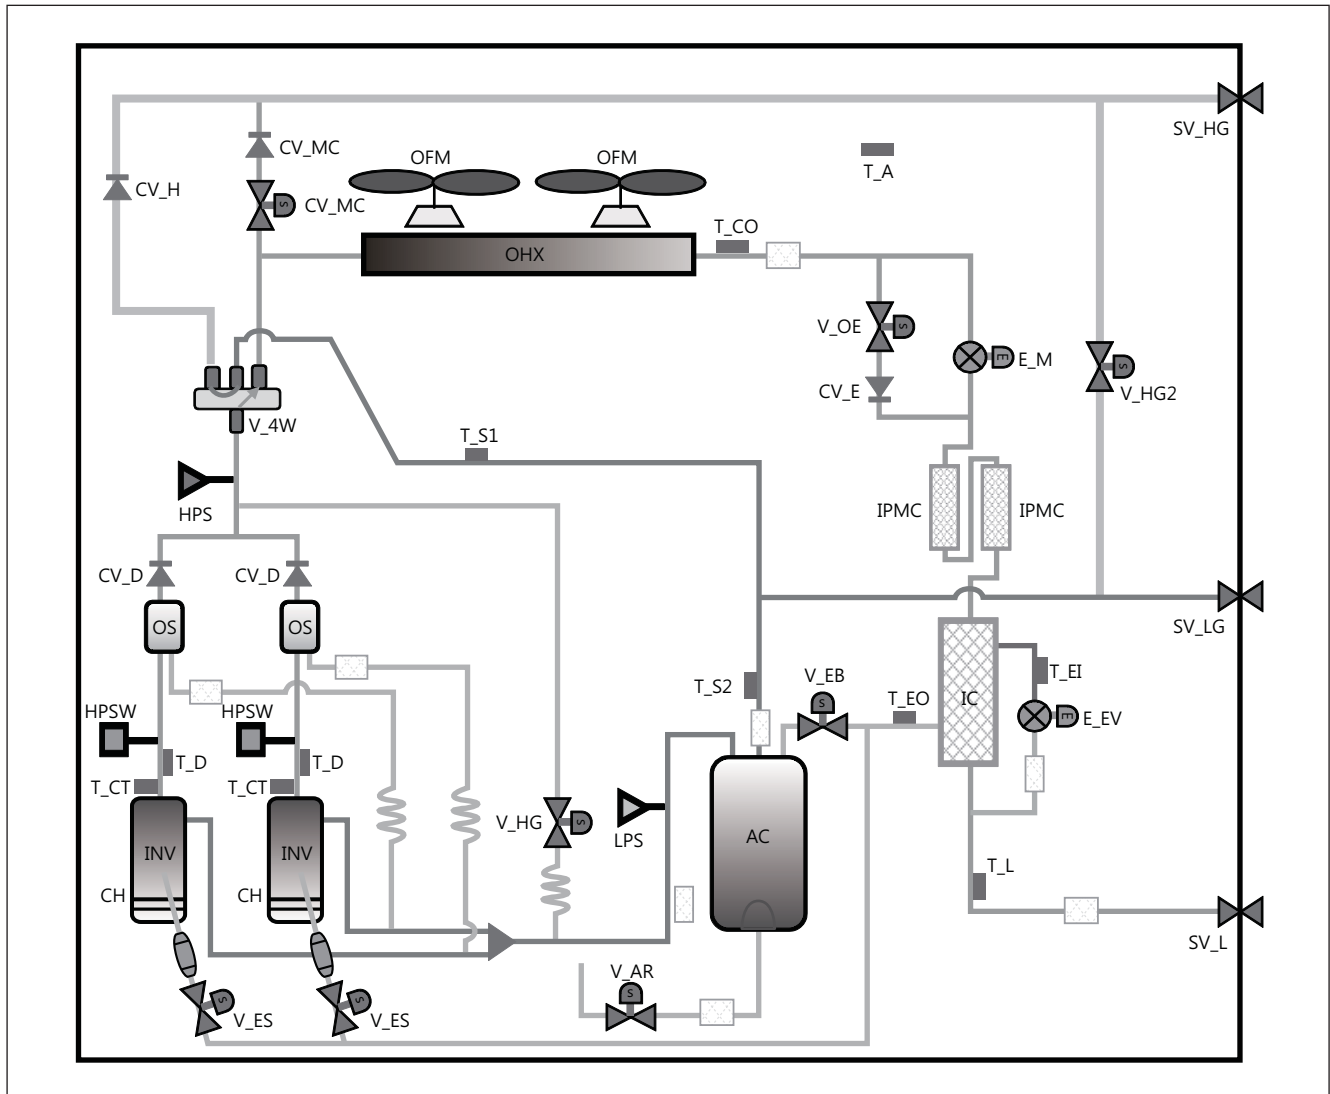 SV_HG
CV_MC
OFM
OFM
T_A
CV_H
CV_MC
T_CO
OHX
V_OE
E_M
CV_E
V_HG2
V_4W
T_S1
HPS
IPMC
IPMC
CV_D
CV_D
OS
OS
SV_LG
T_S2
V_EB
T_EO
IC
T_EI
E_EV
HPSW
HPSW
T_D
T_D
T_CT
T_CT
V_HG
LPS
AC
INV
INV
CH
CH
T_L
SV_L
V_AR
V_ES
V_ES
S
S
E
S
S
E
S
S
S
S